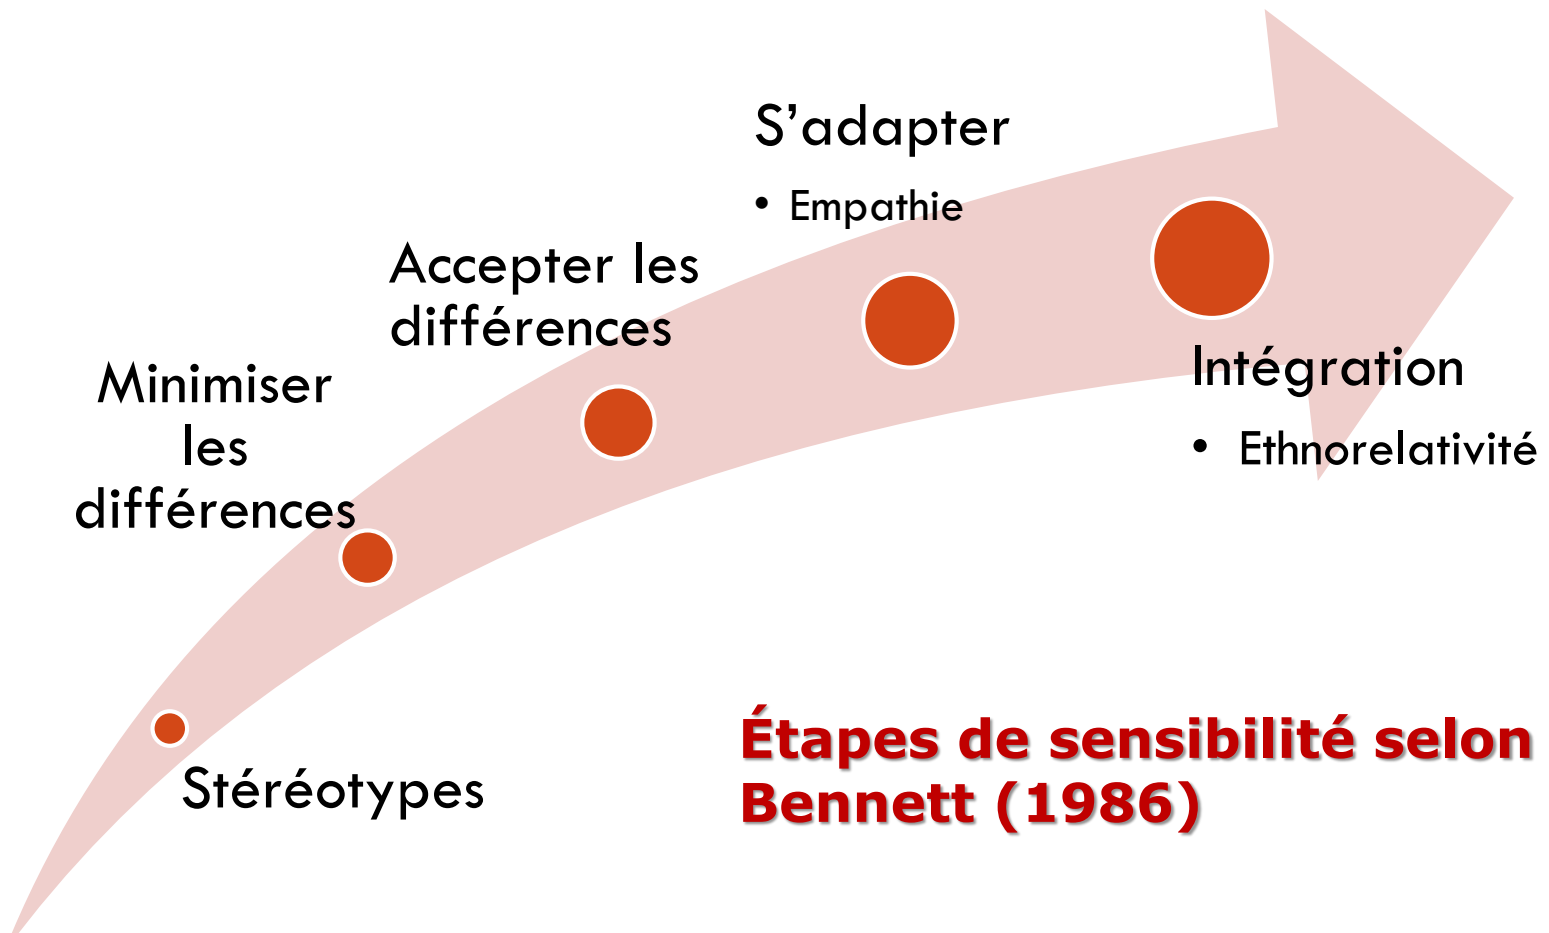 S’adapter
• Empathie
Accepter les
différences
Minimiser
les
différences
Intégration
• Ethnorelativité
Stéréotypes
Étapes de sensibilité selon
Bennett (1986)